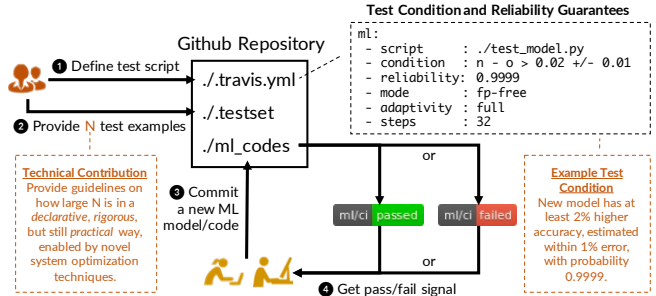 Test Condition and Reliability Guarantees
Github Repository
ml:
- script : ./test_model.py
- condition : n - o > 0.02 +/- 0.01
- reliability: 0.9999
- mode : fp-free
- adaptivity : full
- steps : 32
1 Define test script
./.travis.yml
./.testset
./ml_codes
2 Provide N test examples
Technical Contribution
Provide guidelines on
how large N is in a
declarative, rigorous,
but still practical way,
enabled by novel
system optimization
techniques.
3 Commit
a new ML
model/code
or
ml/ci passed
ml/ci failed
or
4 Get pass/fail signal
Example Test
Condition
New model has at
least 2% higher
accuracy, estimated
within 1% error,
with probability
0.9999.